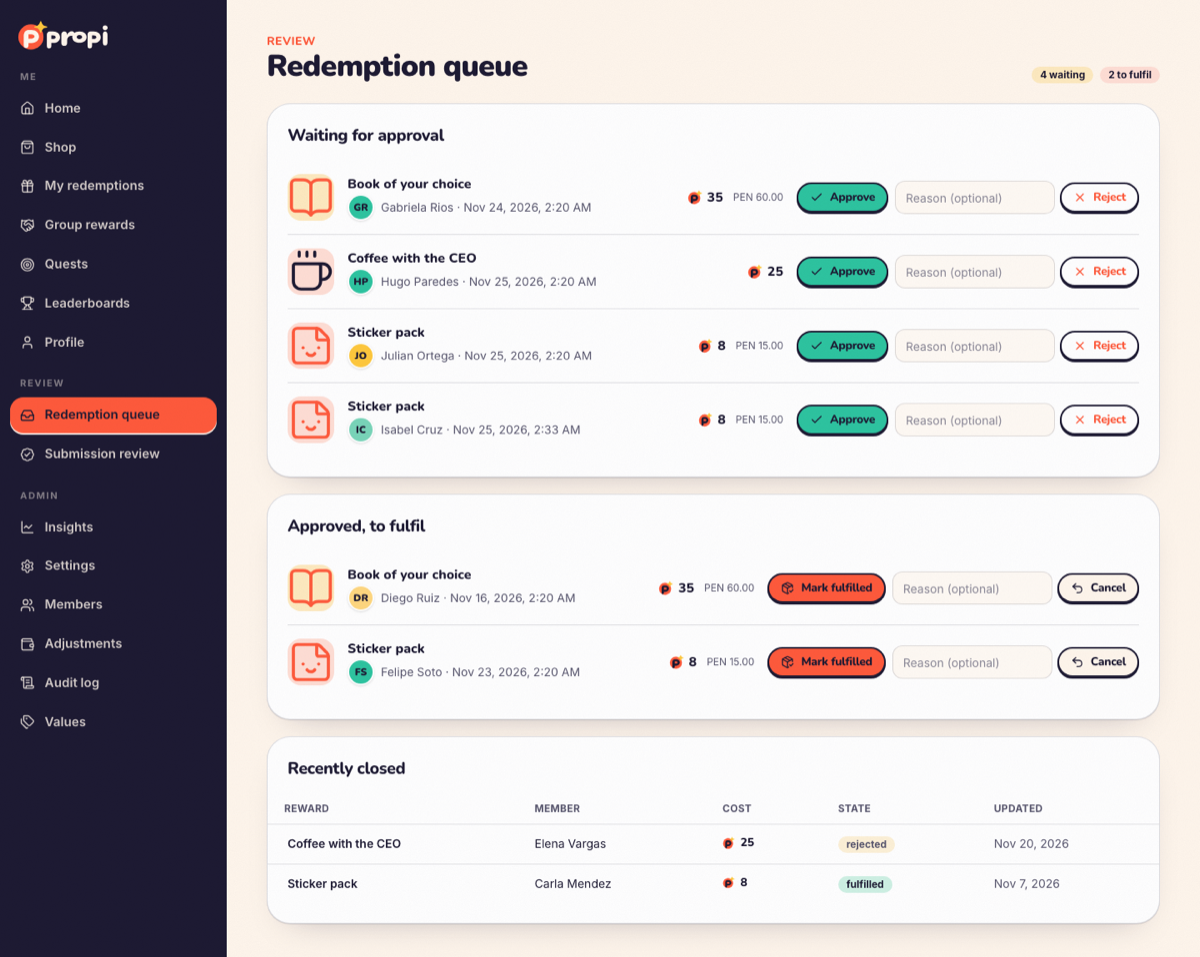 propi
ME
Home
Shop
My redemptions
Group rewards
Quests
Leaderboards
Profile
REVIEW
Redemption queue
Submission review
ADMIN
Insights
Settings
Members
Adjustments
Audit log
Values
REVIEW
Redemption queue
4 waiting 2 to fulfil
Waiting for approval
Book of your choice
GR Gabriela Rios · Nov 24, 2026, 2:20 AM
35 PEN 60.00 Approve Reason (optional) Reject
Coffee with the CEO
HP Hugo Paredes · Nov 25, 2026, 2:20 AM
25 Approve Reason (optional) Reject
Sticker pack
JO Julian Ortega · Nov 25, 2026, 2:20 AM
8 PEN 15.00 Approve Reason (optional) Reject
Sticker pack
IC Isabel Cruz · Nov 25, 2026, 2:33 AM
8 PEN 15.00 Approve Reason (optional) Reject
Approved, to fulfil
Book of your choice
DR Diego Ruiz · Nov 16, 2026, 2:20 AM
35 PEN 60.00 Mark fulfilled Reason (optional) Cancel
Sticker pack
FS Felipe Soto · Nov 23, 2026, 2:20 AM
8 PEN 15.00 Mark fulfilled Reason (optional) Cancel
Recently closed
REWARD MEMBER COST STATE UPDATED
Coffee with the CEO Elena Vargas 25 rejected Nov 20, 2026
Sticker pack Carla Mendez 8 fulfilled Nov 7, 2026